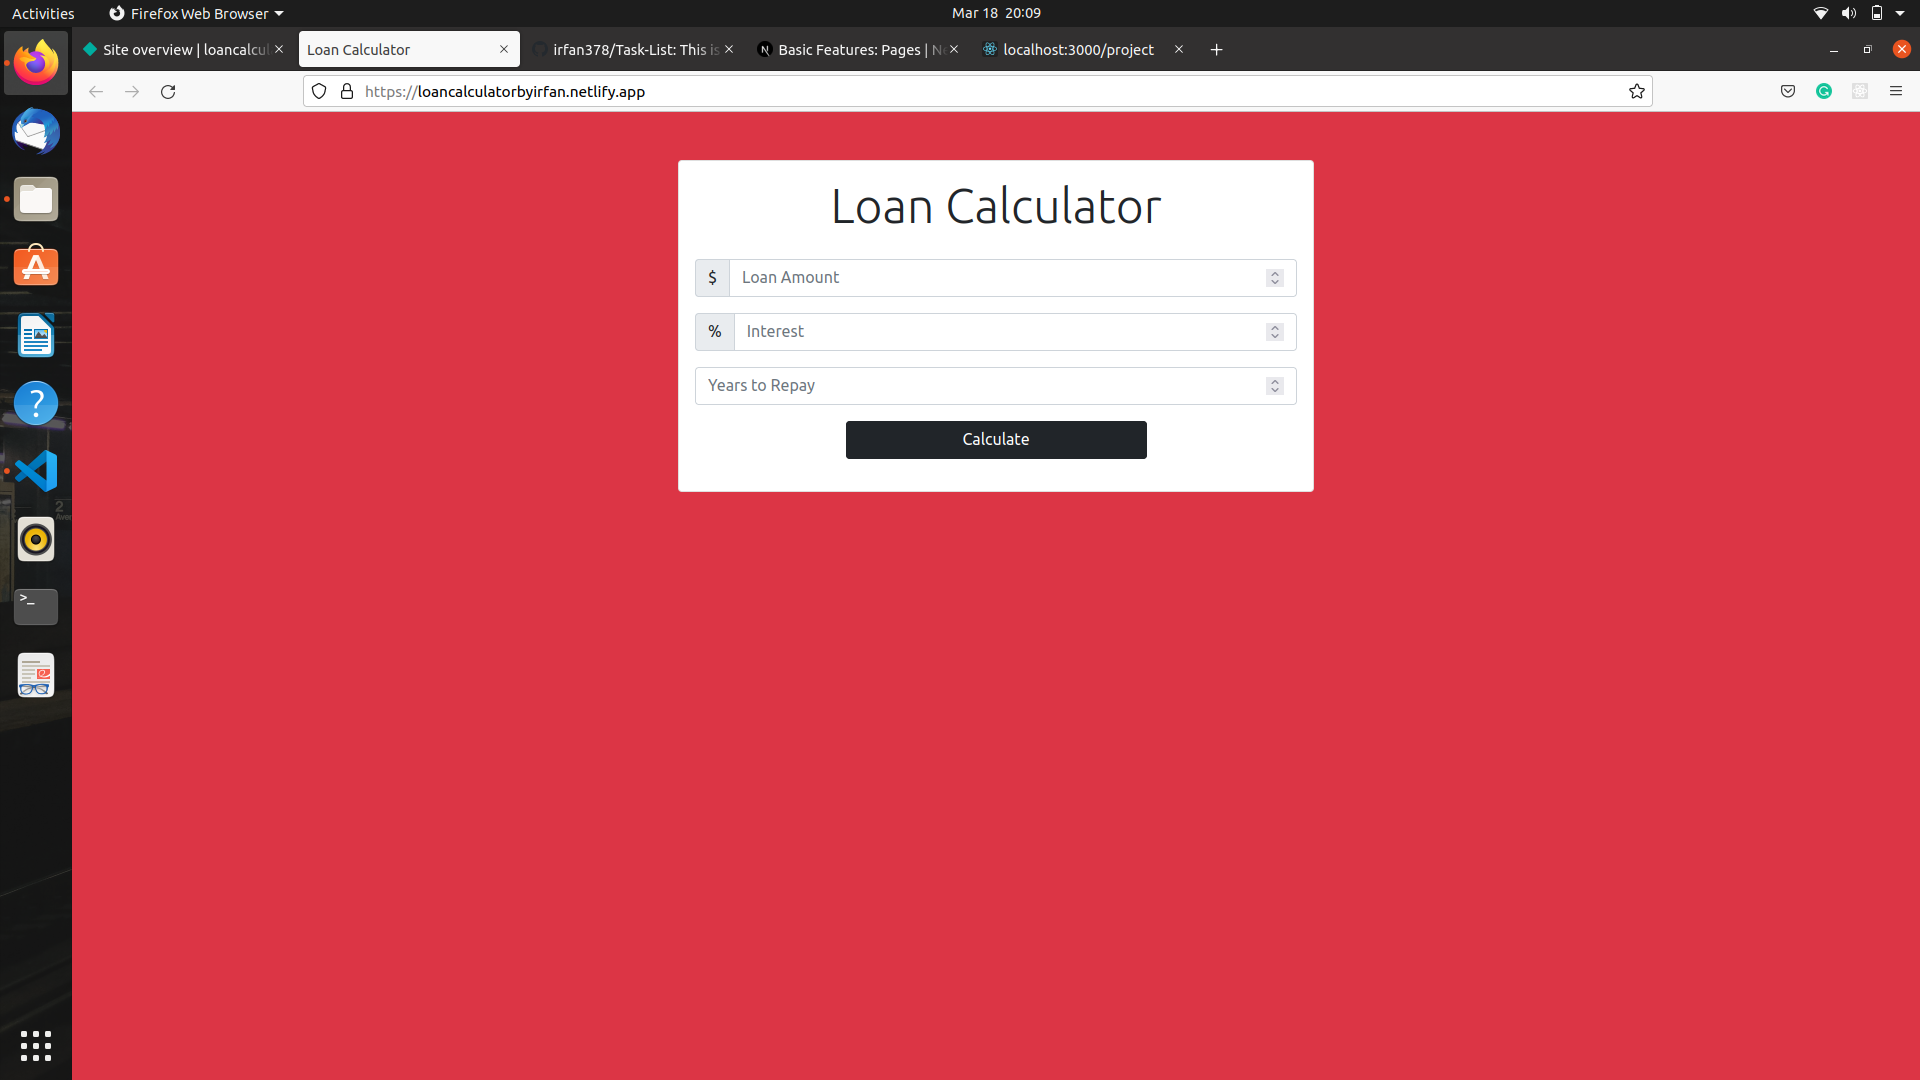 Activities
Firefox Web Browser
Mar 18 20:09
Site overview | loancalcul
Loan Calculator
irfan378/Task-List: This is
Basic Features: Pages | Ne
localhost:3000/project
https://loancalculatorbyirfan.netlify.app
Loan Calculator
$ Loan Amount
% Interest
Years to Repay
Calculate